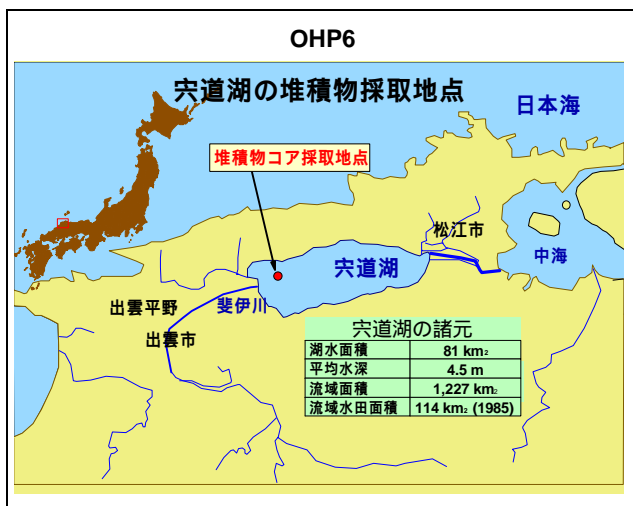 OHP6
宍道湖の堆積物採取地点
日本海
堆積物コア採取地点
松江市
宍道湖
中海
出雲平野
斐伊川
出雲市
宍道湖の諸元
湖水面積 81 km²
平均水深 4.5 m
流域面積 1,227 km²
流域水田面積 114 km² (1985)